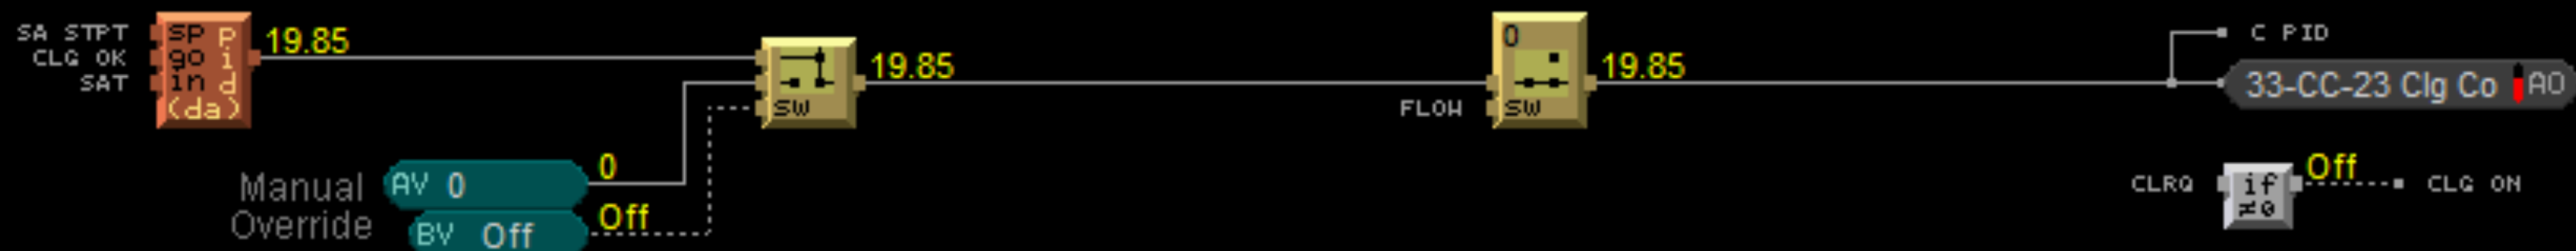 SA STPT
CLG OK
SAT
sp p
go i
in d
(da)
19.85
SW
19.85
Manual
Override
AV 0
0
BV Off
Off
FLOW
0
SW
19.85
C PID
33-CC-23 Clg Co AO
CLRQ
if
≠0
Off
CLG ON